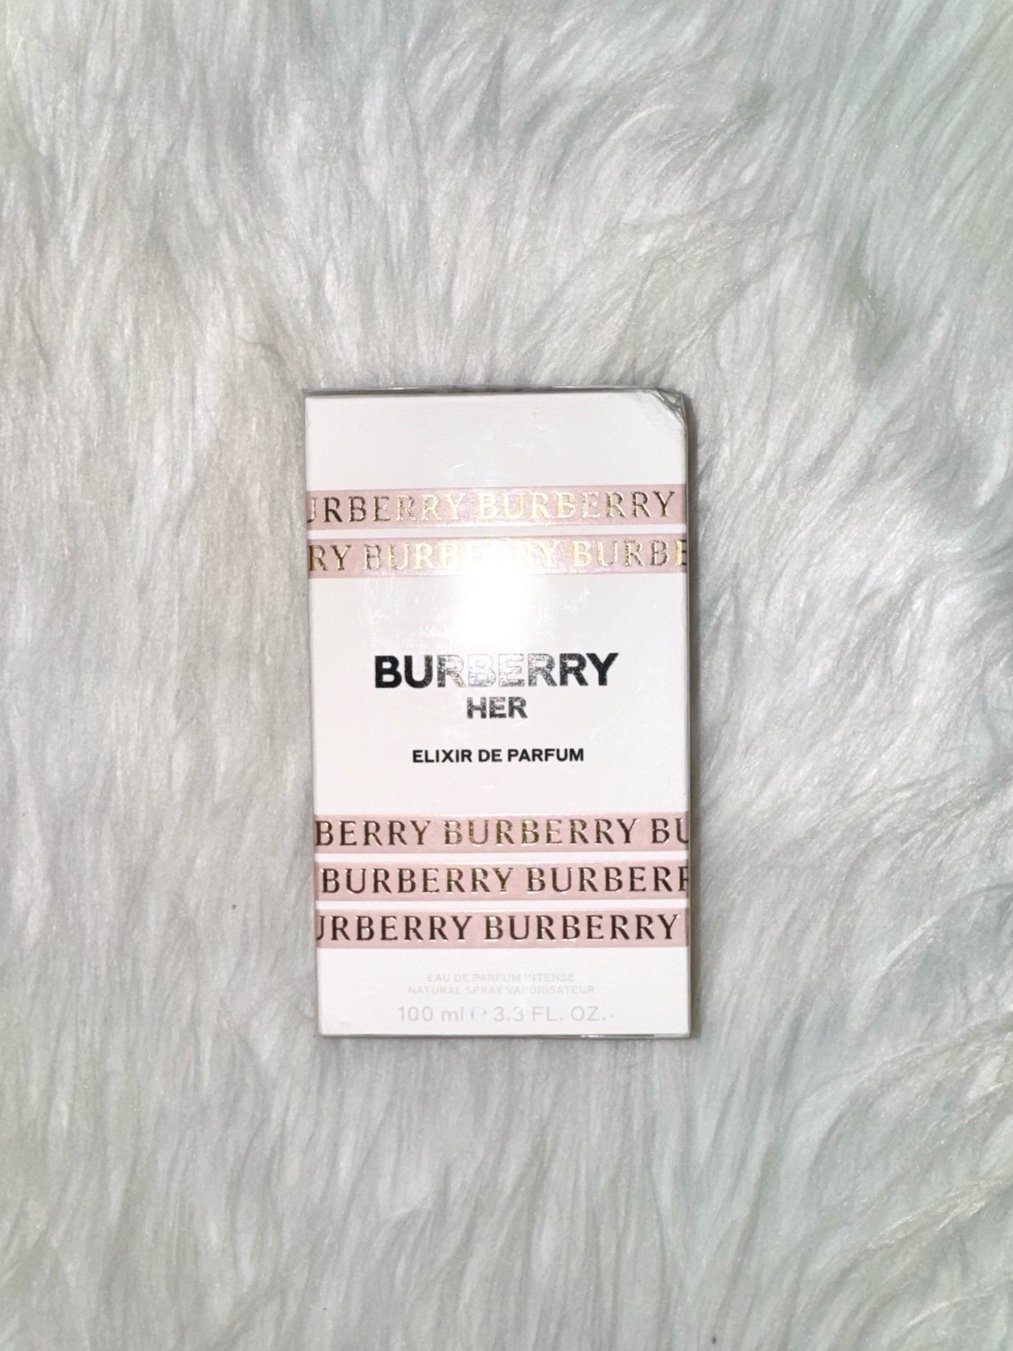 URBERRY BURBERRY
RY BURBERRY BURBE
BURBERRY
HER
ELIXIR DE PARFUM
BERRY BURBERRY BU
BURBERRY BURBERR
URBERRY BURBERRY
EAU DE PARFUM INTENSE
NATURAL SPRAY VAPORISATEUR
100 ml ℮ 3.3 FL. OZ.